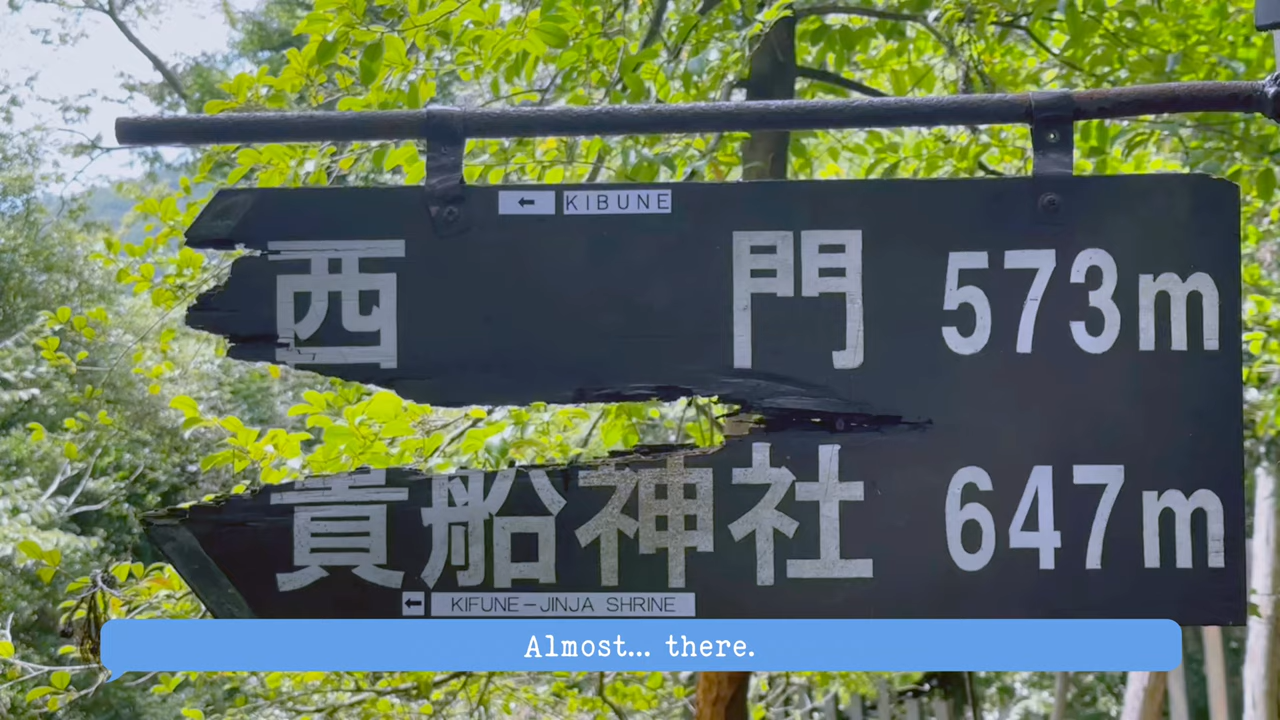 ← KIBUNE
西門 573m
貴船神社 647m
← KIFUNE-JINJA SHRINE
Almost... there.